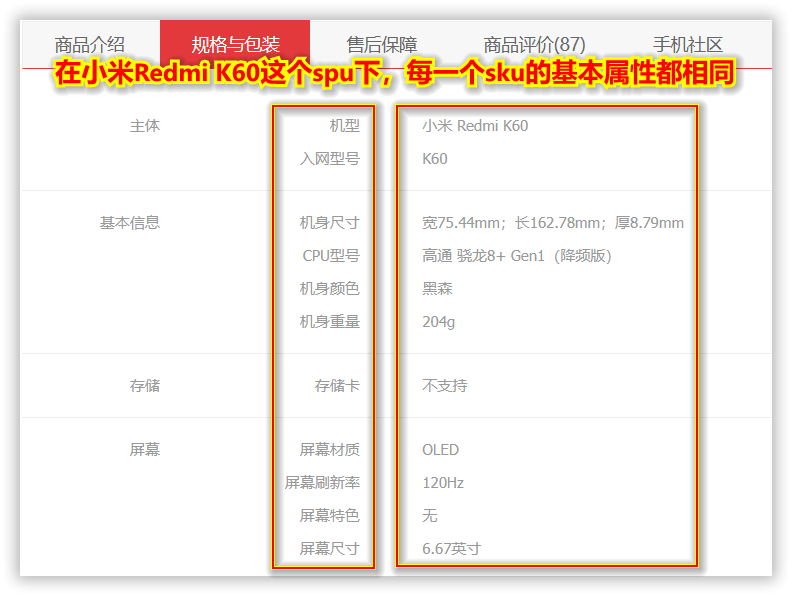 商品介绍 规格与包装 售后保障 商品评价(87) 手机社区
在小米Redmi K60这个spu下，每一个sku的基本属性都相同
主体 机型 小米 Redmi K60
入网型号 K60
基本信息 机身尺寸 宽75.44mm；长162.78mm；厚8.79mm
CPU型号 高通 骁龙8+ Gen1（降频版）
机身颜色 黑森
机身重量 204g
存储 存储卡 不支持
屏幕 屏幕材质 OLED
屏幕刷新率 120Hz
屏幕特色 无
屏幕尺寸 6.67英寸